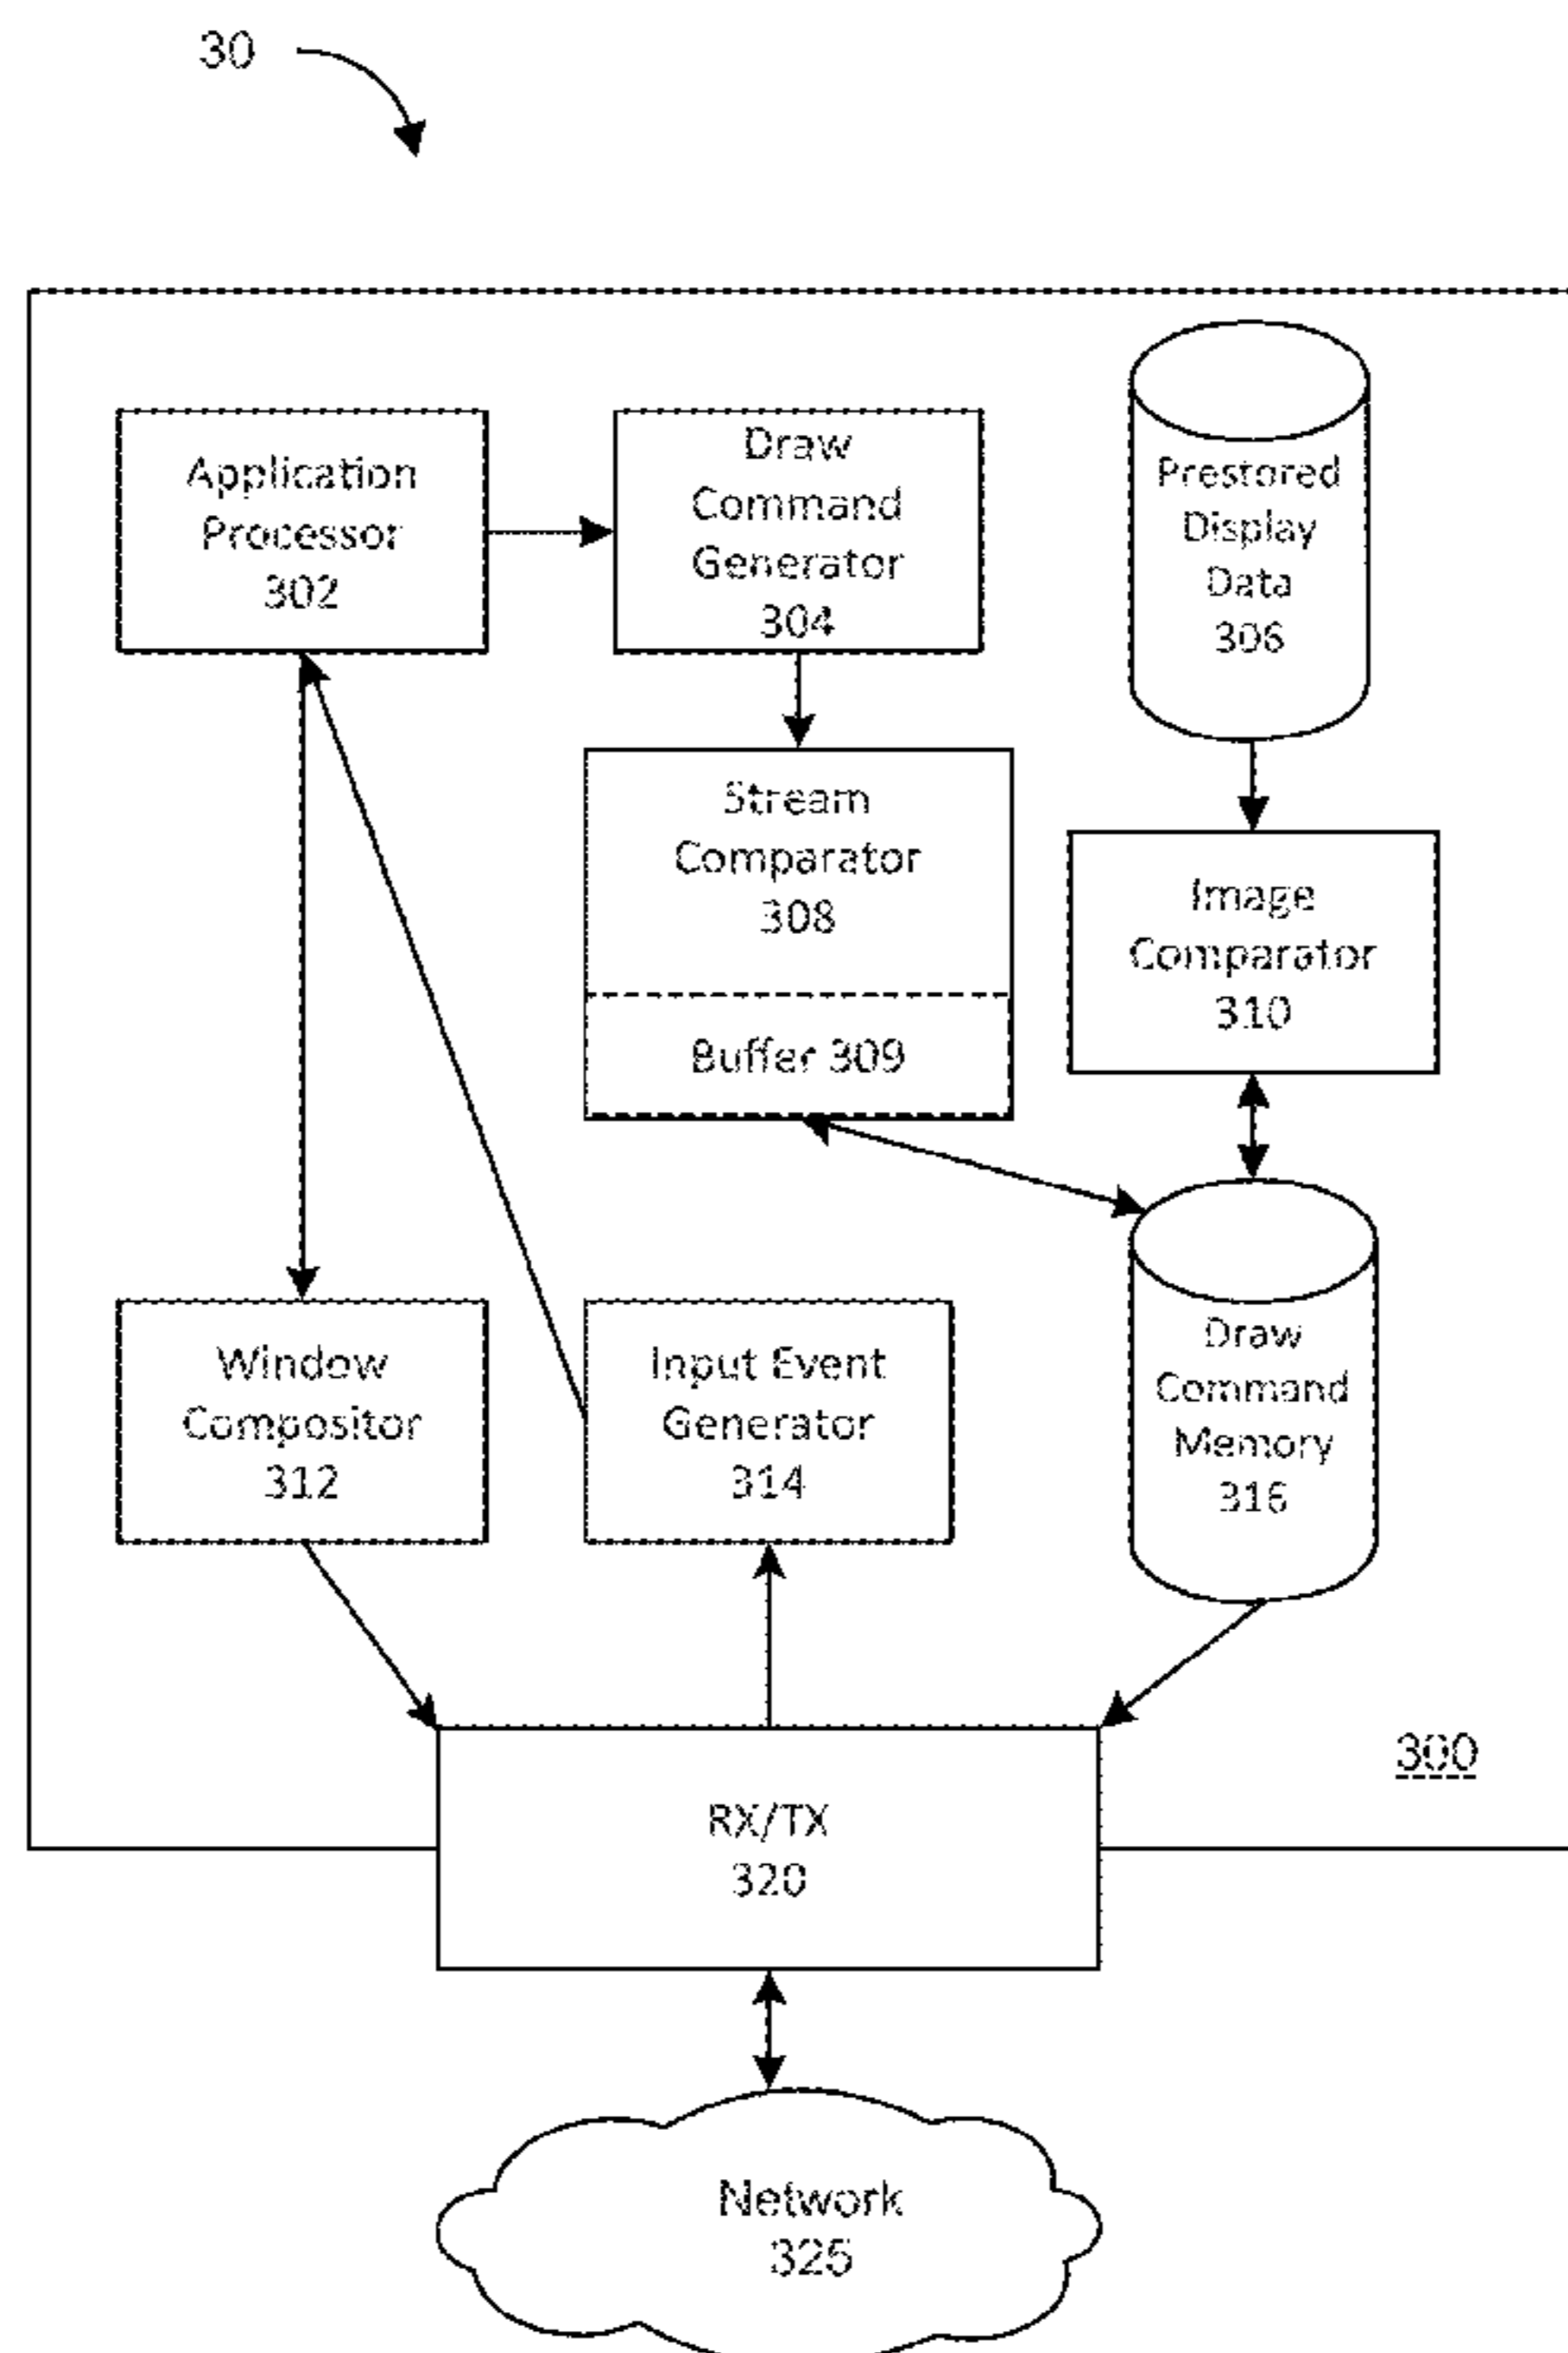 30
Application
Processor
302
Draw
Command
Generator
304
Prestored
Display
Data
306
Stream
Comparator
308
Buffer 309
Image
Comparator
310
Window
Compositor
312
Input Event
Generator
314
Draw
Command
Memory
316
300
RX/TX
320
Network
325